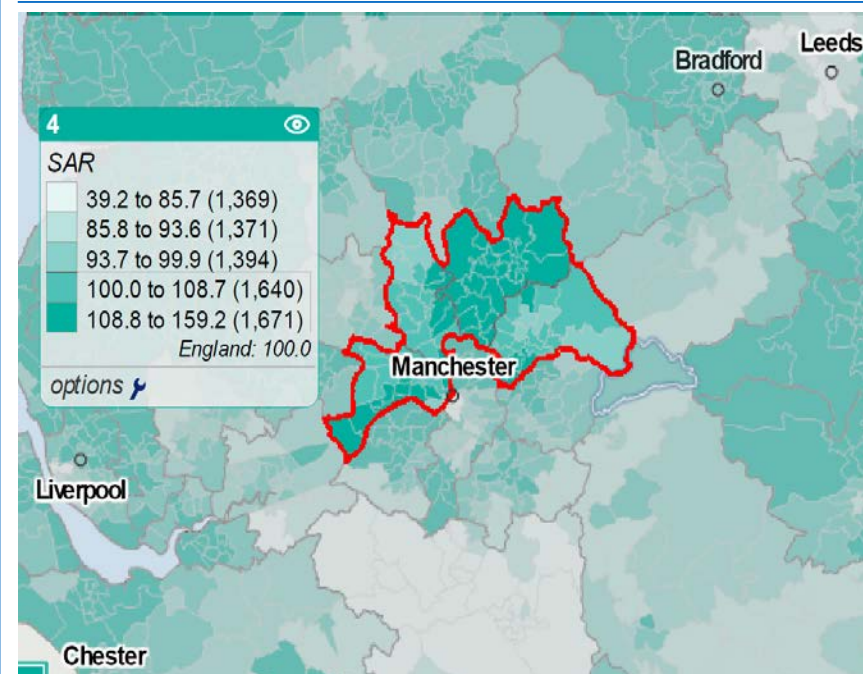 Bradford
Leeds
4
SAR
39.2 to 85.7 (1,369)
85.8 to 93.6 (1,371)
93.7 to 99.9 (1,394)
100.0 to 108.7 (1,640)
108.8 to 159.2 (1,671)
England: 100.0
options
Manchester
Liverpool
Chester